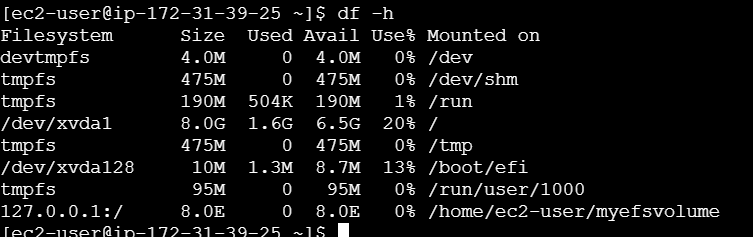 [ec2-user@ip-172-31-39-25 ~]$ df -h
Filesystem      Size  Used Avail Use% Mounted on
devtmpfs        4.0M     0  4.0M   0% /dev
tmpfs           475M     0  475M   0% /dev/shm
tmpfs           190M  504K  190M   1% /run
/dev/xvda1      8.0G  1.6G  6.5G  20% /
tmpfs           475M     0  475M   0% /tmp
/dev/xvda128     10M  1.3M  8.7M  13% /boot/efi
tmpfs            95M     0   95M   0% /run/user/1000
127.0.0.1:/     8.0E     0  8.0E   0% /home/ec2-user/myefsvolume
[ec2-user@ip-172-31-39-25 ~]$